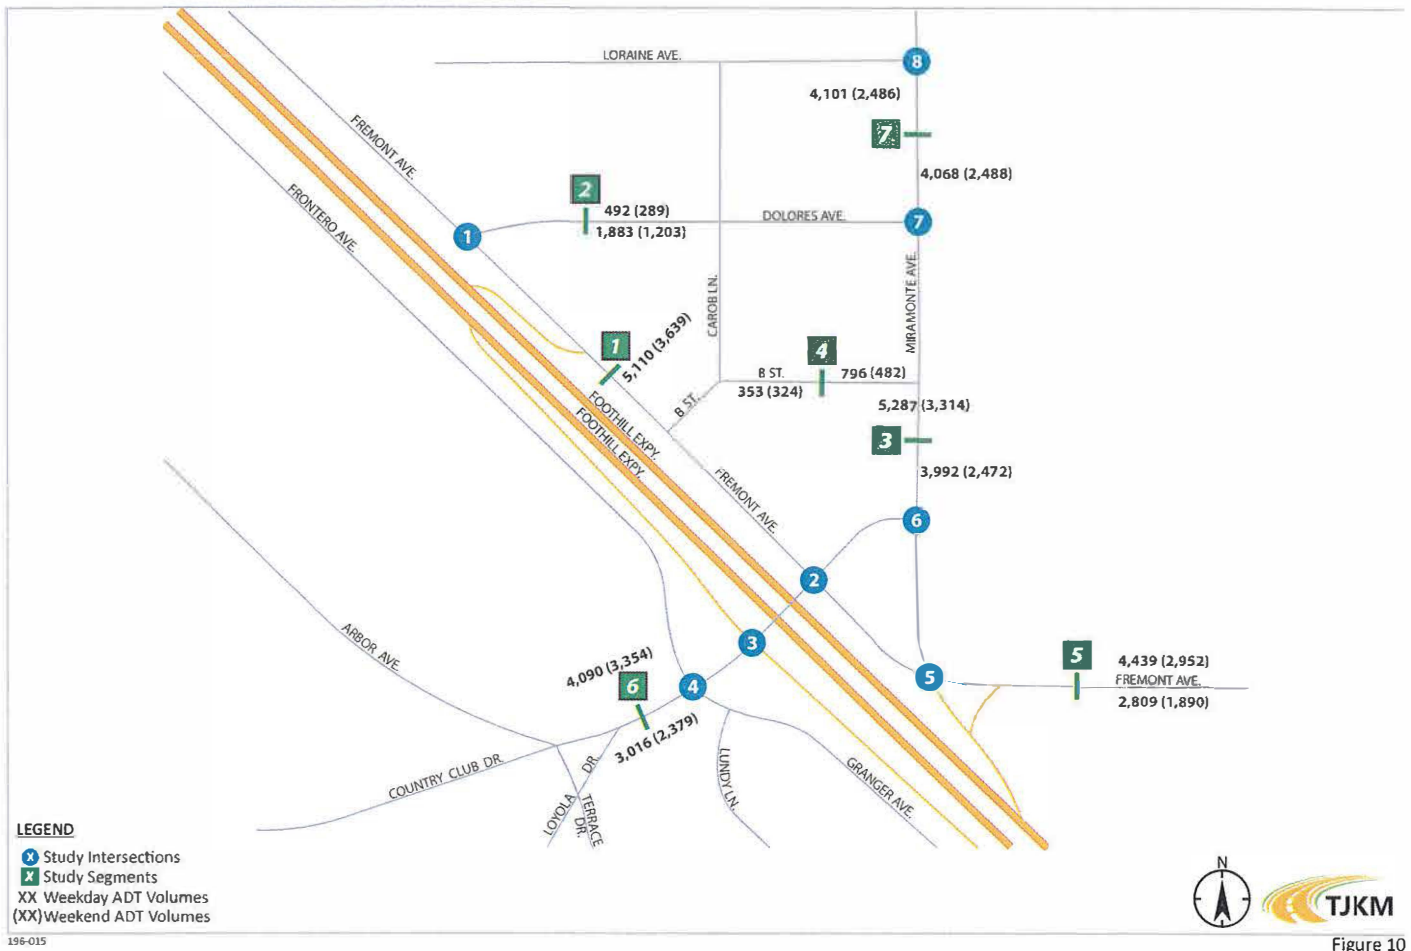 LORAINE AVE.
8
4,101 (2,486)
7
4,068 (2,488)
FREMONT AVE.
FRONTERO AVE.
2
492 (289)
1,883 (1,203)
DOLORES AVE.
7
1
CAROB LN.
MIRAMONTE AVE.
1
5,110 (3,639)
4
B ST.
796 (482)
353 (324)
B ST.
5,287 (3,314)
3
3,992 (2,472)
FOOTHILL EXPY.
FOOTHILL EXPY.
FREMONT AVE.
6
2
3
ARBOR AVE.
4,090 (3,354)
6
4
3,016 (2,379)
5
5
4,439 (2,952)
FREMONT AVE.
2,809 (1,890)
COUNTRY CLUB DR.
LOYOLA DR.
TERRACE
DR.
LUNDY LN.
GRANGER AVE.
LEGEND
X Study Intersections
X Study Segments
XX Weekday ADT Volumes
(XX) Weekend ADT Volumes
N
TJKM
196-015
Figure 10